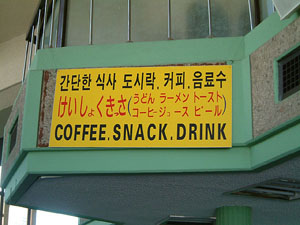 간단한 식사 도시락. 커피. 음료수
けいしょくきっさ(うどん ラーメン トースト
コーヒージュース ビール)
COFFEE. SNACK. DRINK